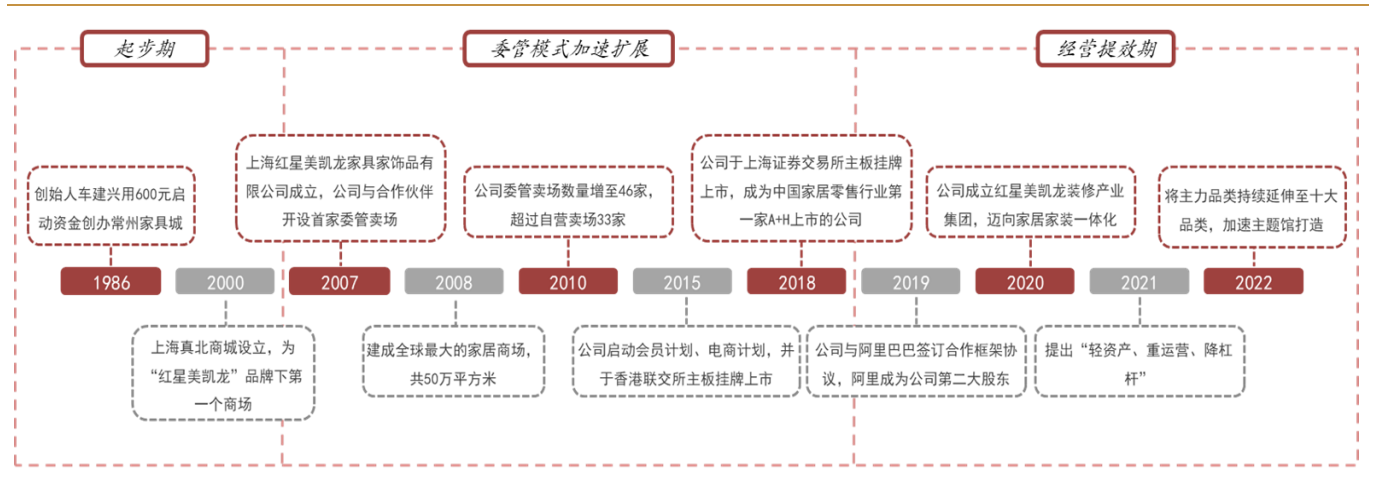 起步期
委管模式加速扩展
经营提效期
创始人车建兴用600元启
动资金创办常州家具城
上海红星美凯龙家具家饰品有
限公司成立，公司与合作伙伴
开设首家委管卖场
公司委管卖场数量增至46家，
超过自营卖场33家
公司于上海证券交易所主板挂牌
上市，成为中国家居零售行业第
一家A+H上市的公司
公司成立红星美凯龙装修产业
集团，迈向家居家装一体化
将主力品类持续延伸至十大
品类，加速主题馆打造
1986
2000
2007
2008
2010
2015
2018
2019
2020
2021
2022
上海真北商城设立，为
“红星美凯龙”品牌下第
一个商场
建成全球最大的家居商场，
共50万平方米
公司启动会员计划、电商计划，并
于香港联交所主板挂牌上市
公司与阿里巴巴签订合作框架协
议，阿里成为公司第二大股东
提出“轻资产、重运营、降杠
杆”